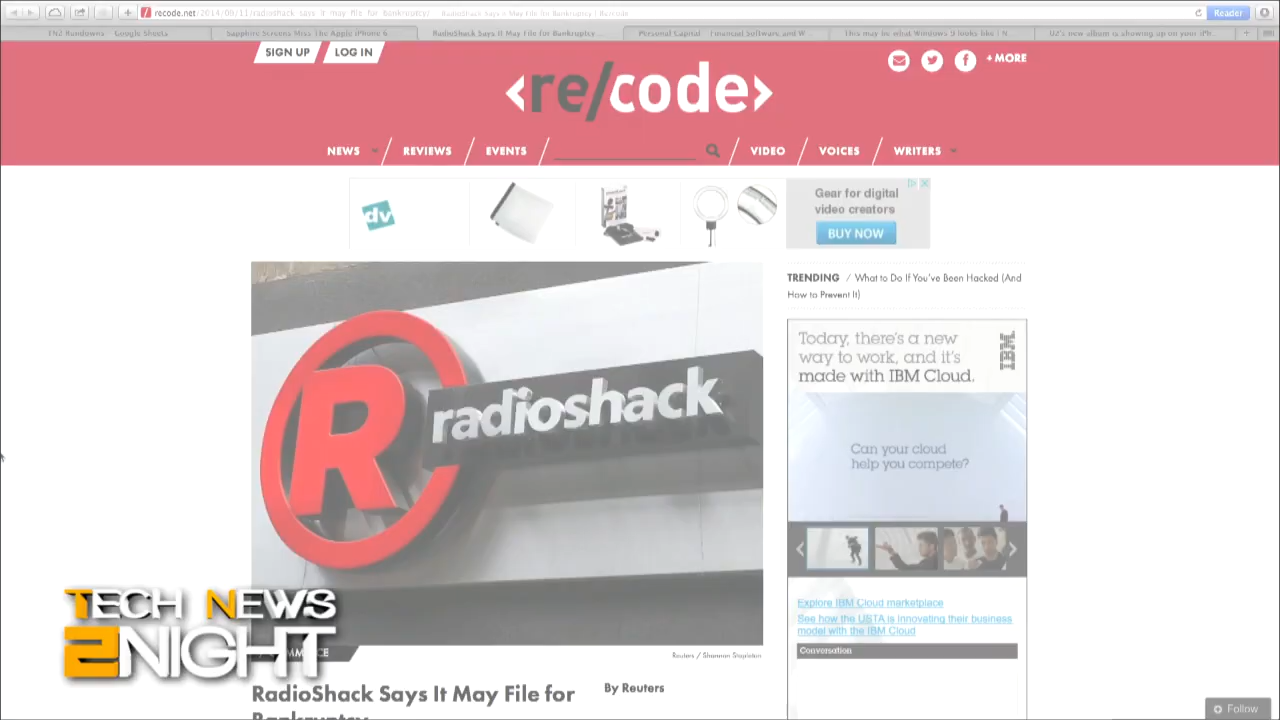 recode.net/2014/09/11/radioshack-says-it-may-file-for-bankruptcy/
RadioShack Says It May File for Bankruptcy | Re/code
Reader
TN2 Rundowns - Google Sheets
Sapphire Screens Miss The Apple iPhone 6
RadioShack Says It May File for Bankruptcy ...
Personal Capital - Financial Software and W...
This may be what Windows 9 looks like | N...
U2's new album is showing up on your iPh...
SIGN UP
LOG IN
+ MORE
<re/code>
NEWS
REVIEWS
EVENTS
VIDEO
VOICES
WRITERS
dv
Gear for digital
video creators
BUY NOW
TRENDING / What to Do If You've Been Hacked (And
How to Prevent It)
R
radioshack
Today, there's a new
way to work, and it's
made with IBM Cloud.
IBM
Can your cloud
help you compete?
Explore IBM Cloud marketplace
See how the USTA is innovating their business
model with the IBM Cloud
Conversation
TECH NEWS
2NIGHT
Reuters / Shannon Stapleton
RadioShack Says It May File for
Bankruptcy
By Reuters
Follow